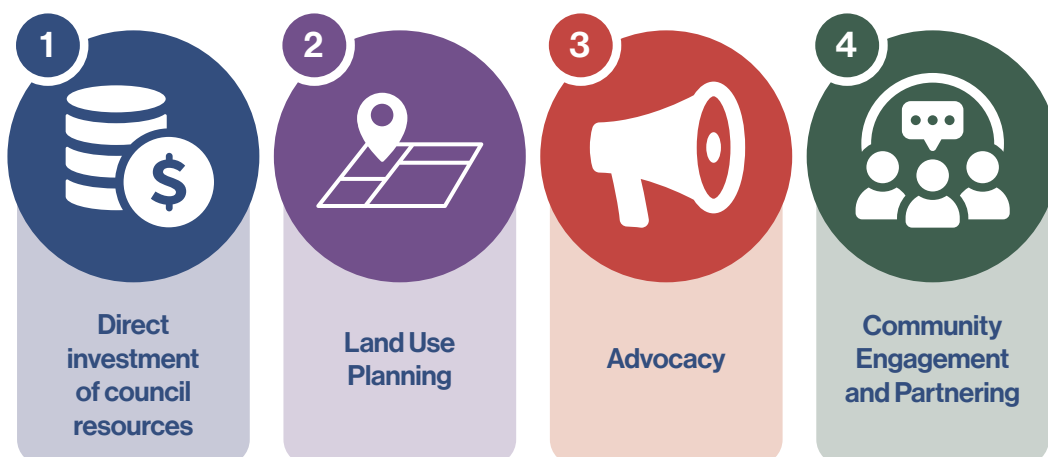 1
Direct
investment
of council
resources
2
Land Use
Planning
3
Advocacy
4
Community
Engagement
and Partnering